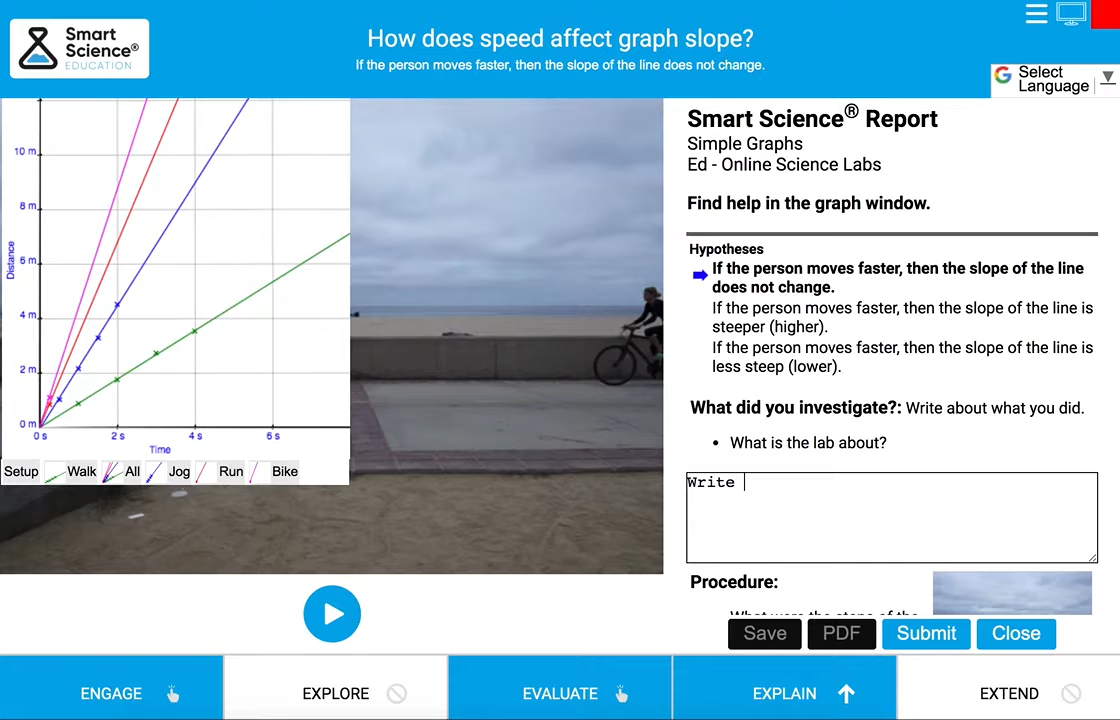 Smart
Science®
EDUCATION
How does speed affect graph slope?
If the person moves faster, then the slope of the line does not change.
Select
Language
10 m
8 m
6 m
4 m
2 m
0 m
Distance
0 s
2 s
4 s
6 s
Time
Setup
Walk
All
Jog
Run
Bike
Smart Science® Report
Simple Graphs
Ed - Online Science Labs
Find help in the graph window.
Hypotheses
If the person moves faster, then the slope of the line
does not change.
If the person moves faster, then the slope of the line is
steeper (higher).
If the person moves faster, then the slope of the line is
less steep (lower).
What did you investigate?: Write about what you did.
• What is the lab about?
Write
Procedure:
What were the steps of the
Save
PDF
Submit
Close
ENGAGE
EXPLORE
EVALUATE
EXPLAIN
EXTEND